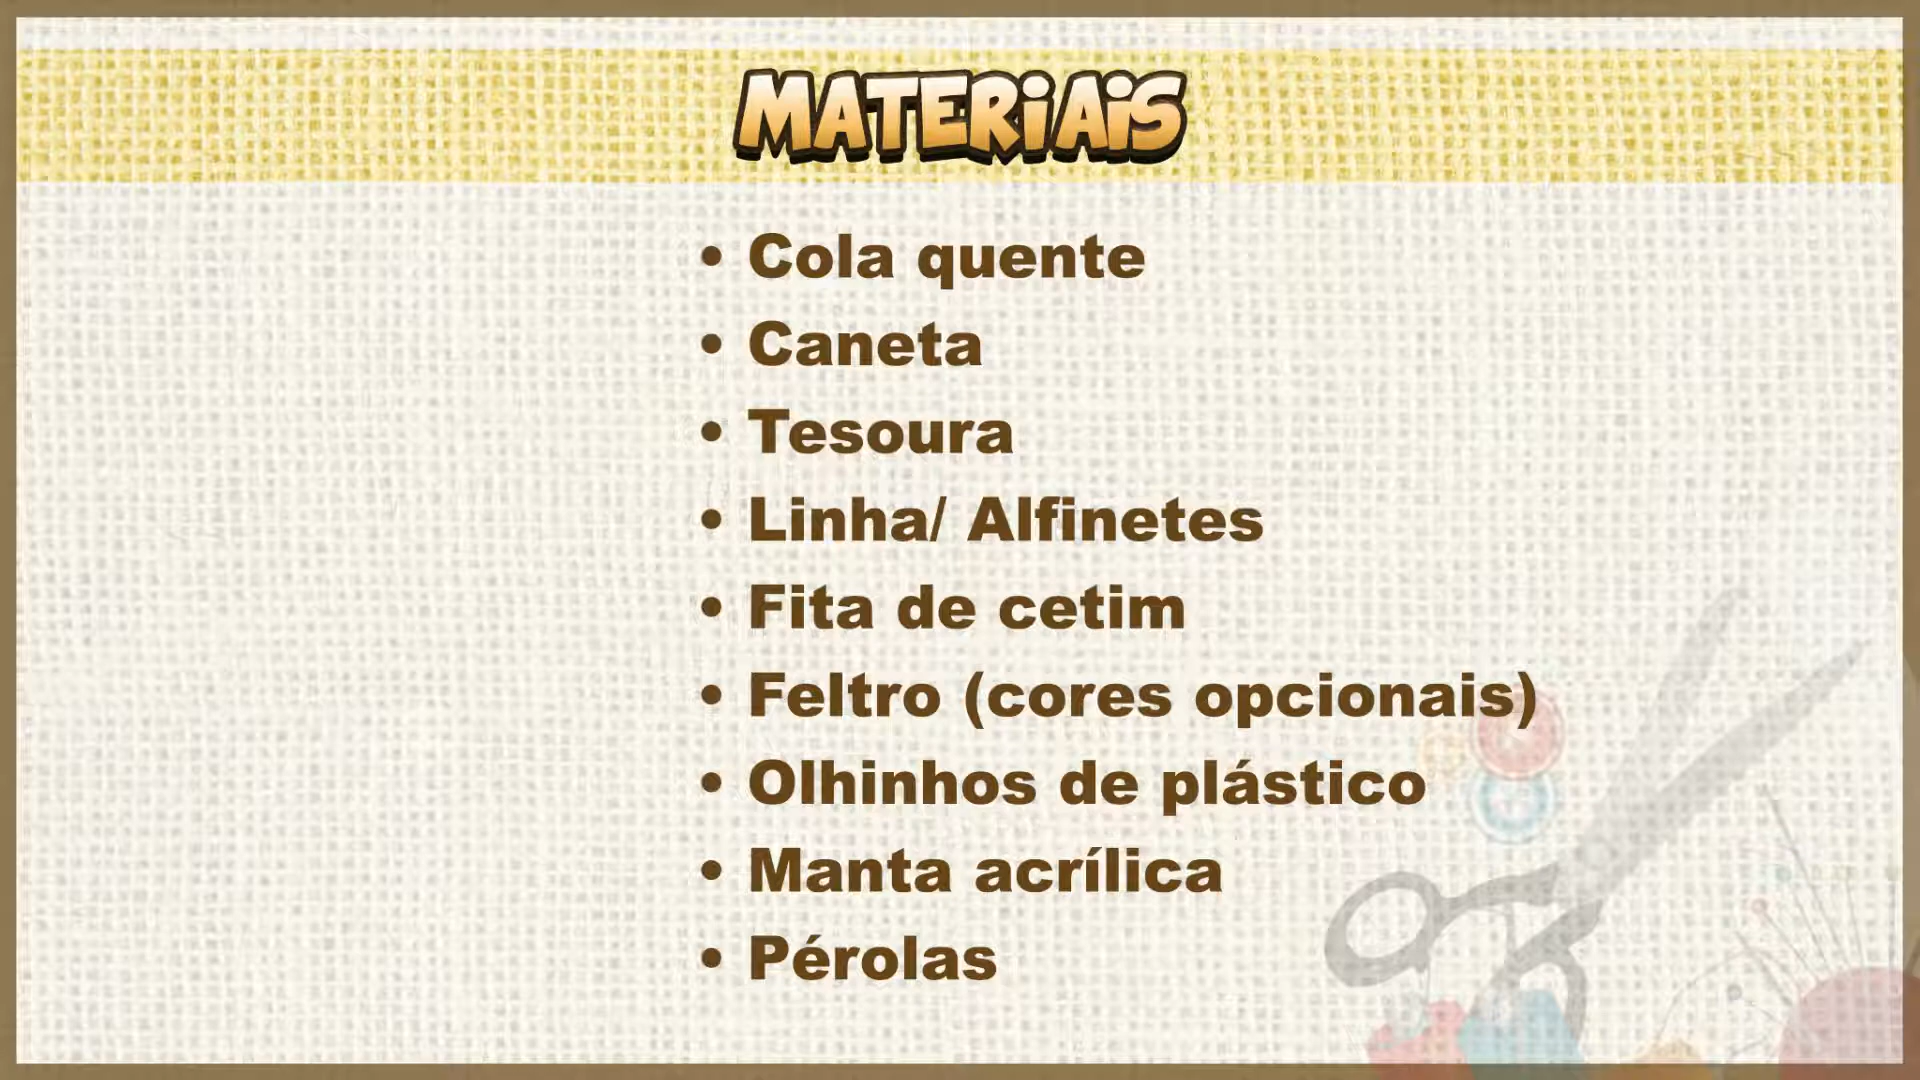 MATERiAiS
• Cola quente
• Caneta
• Tesoura
• Linha/ Alfinetes
• Fita de cetim
• Feltro (cores opcionais)
• Olhinhos de plástico
• Manta acrílica
• Pérolas